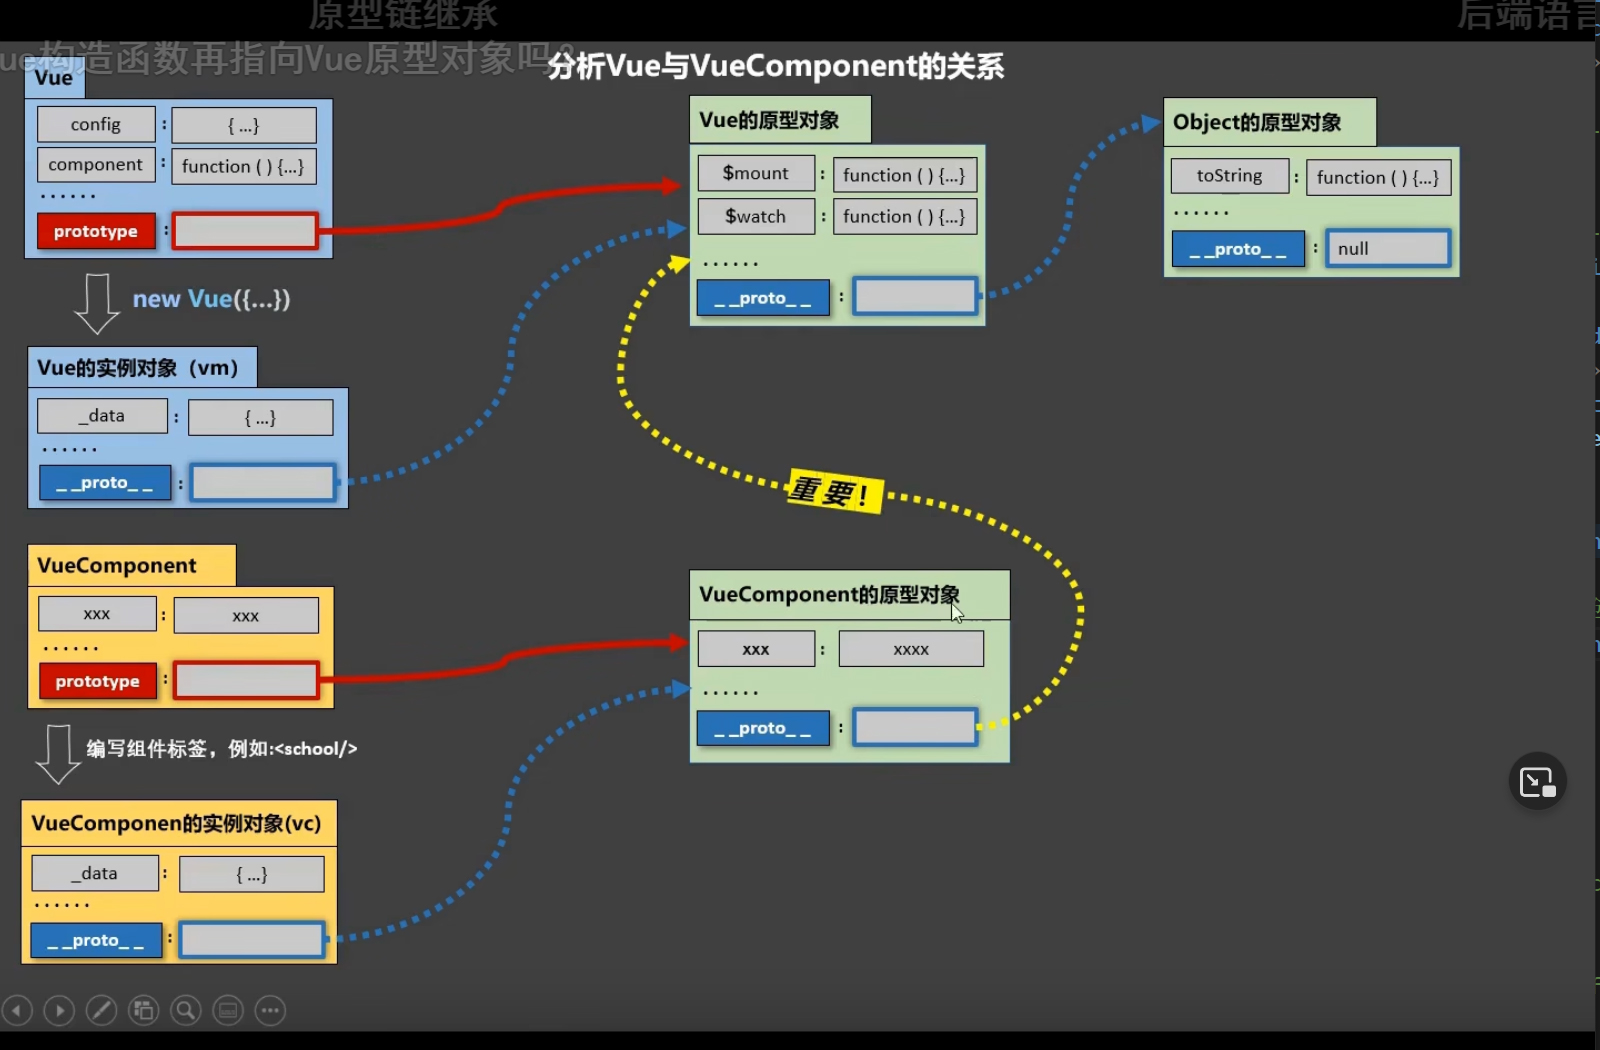 原型链继承
后端语言
ue构造函数再指向Vue原型对象吗?
分析Vue与VueComponent的关系
Vue
config : { ...}
component : function ( ) {...}
......
prototype :
new Vue({...})
Vue的实例对象（vm）
_data : { ...}
......
_ _proto_ _ :
VueComponent
xxx : xxx
......
prototype :
编写组件标签，例如:<school/>
VueComponen的实例对象(vc)
_data : { ...}
......
_ _proto_ _ :
Vue的原型对象
$mount : function ( ) {...}
$watch : function ( ) {...}
......
_ _proto_ _ :
重要!
VueComponent的原型对象
xxx : xxxx
......
_ _proto_ _ :
Object的原型对象
toString : function ( ) {...}
......
_ _proto_ _ : null